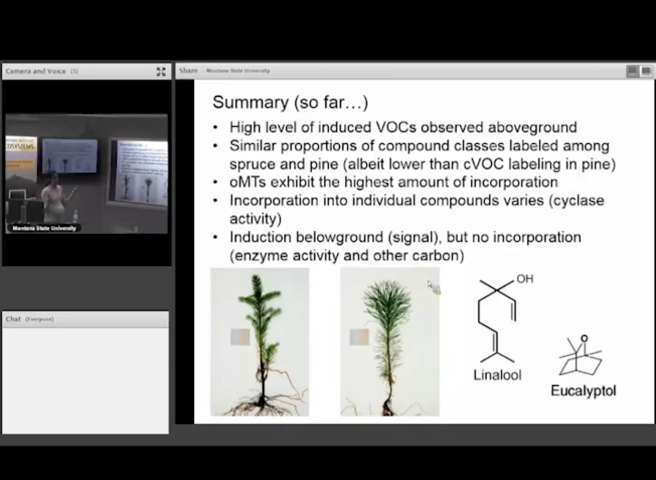 Camera and Voice (1)
Share
Montana State University
Summary (so far…)
• High level of induced VOCs observed aboveground
• Similar proportions of compound classes labeled among
spruce and pine (albeit lower than cVOC labeling in pine)
• oMTs exhibit the highest amount of incorporation
• Incorporation into individual compounds varies (cyclase
activity)
• Induction belowground (signal), but no incorporation
(enzyme activity and other carbon)
Montana State University
Chat (Everyone)
OH
Linalool
O
Eucalyptol